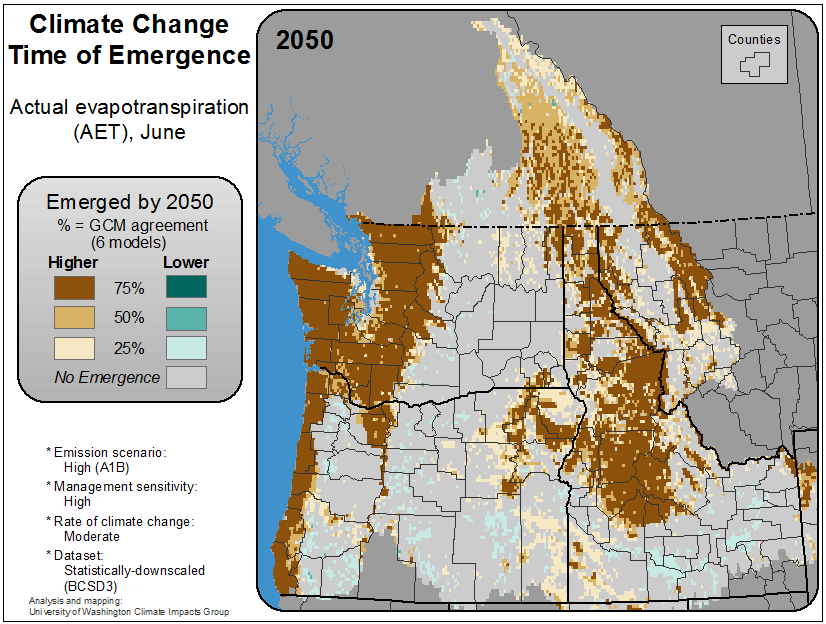 Climate Change
Time of Emergence
Actual evapotranspiration
(AET), June
Emerged by 2050
% = GCM agreement
(6 models)
Higher Lower
75%
50%
25%
No Emergence
* Emission scenario:
High (A1B)
* Management sensitivity:
High
* Rate of climate change:
Moderate
* Dataset:
Statistically-downscaled
(BCSD3)
Analysis and mapping:
University of Washington Climate Impacts Group
2050
Counties